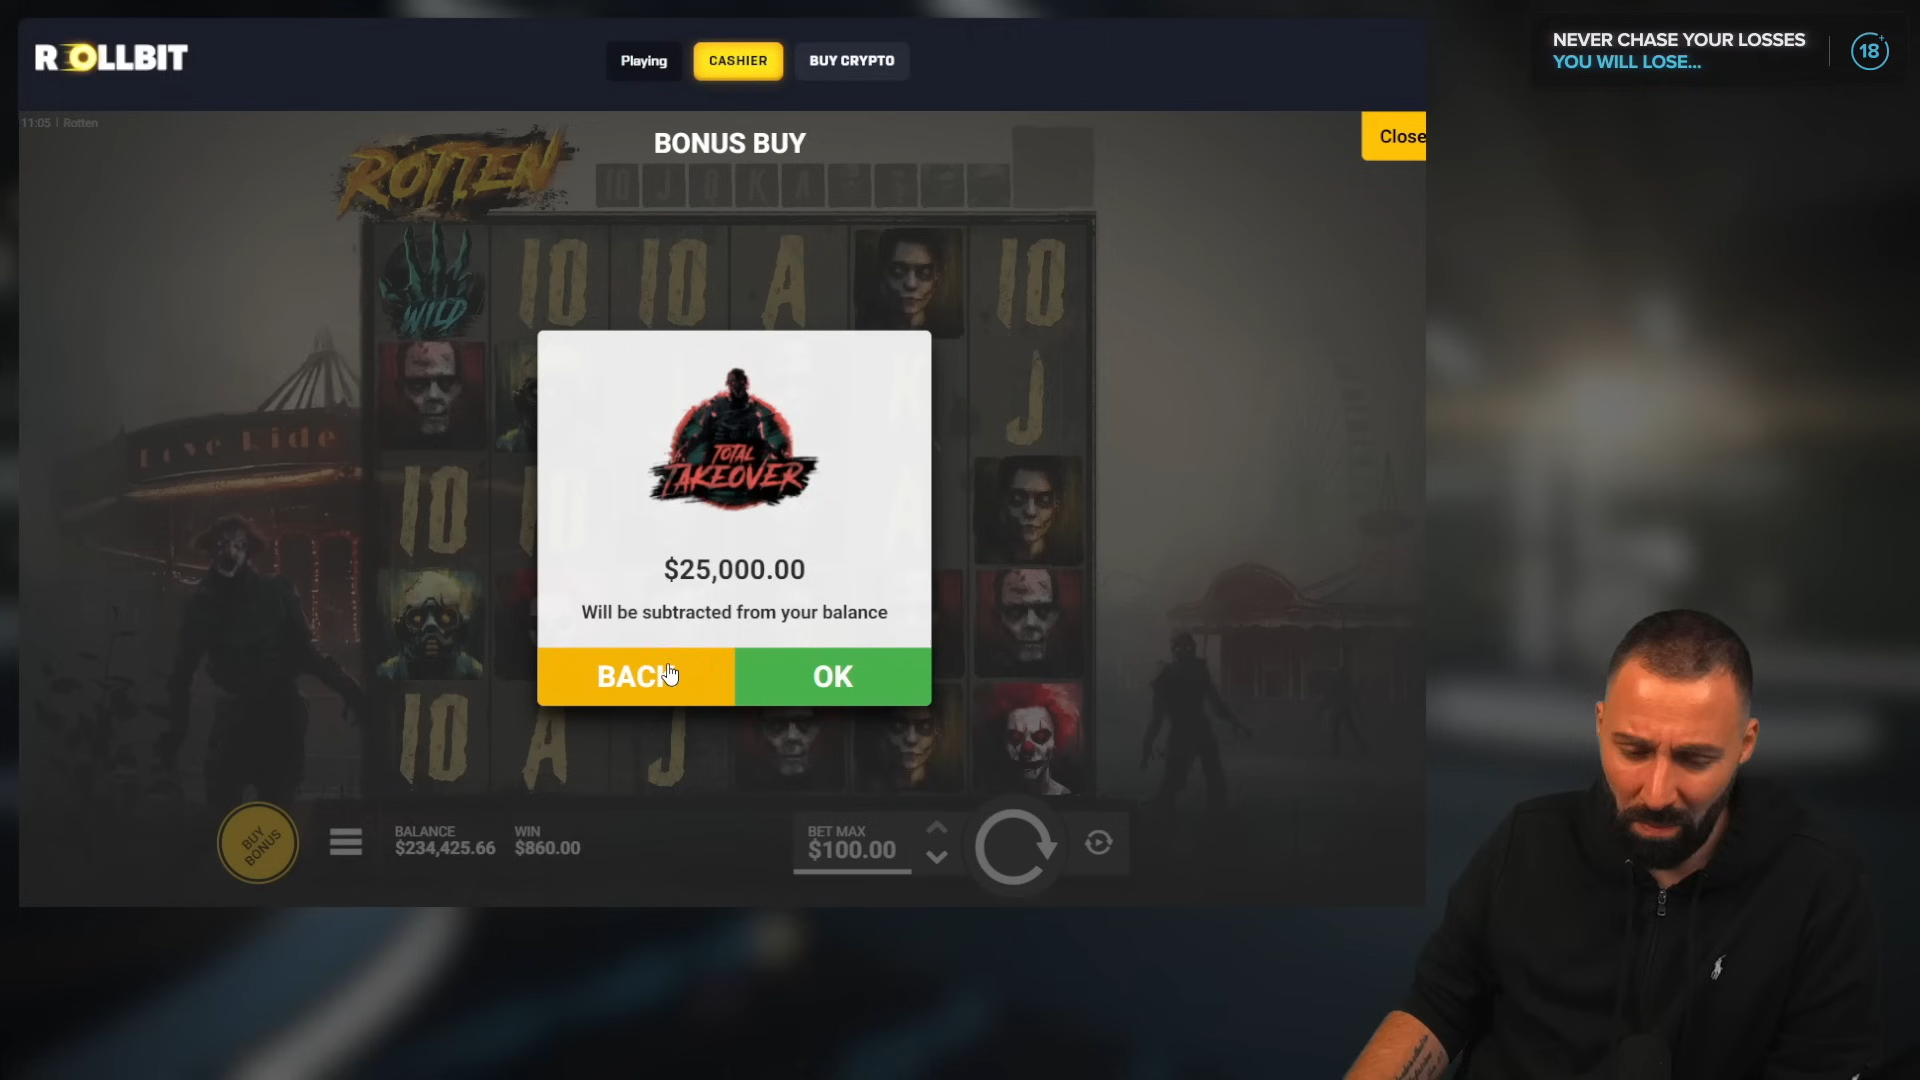 ROLLBIT
Playing
CASHIER
BUY CRYPTO
NEVER CHASE YOUR LOSSES
YOU WILL LOSE...
18+
11:05 | Rotten
BONUS BUY
Close
ROTTEN
10 J Q K A
WILD 10 10 A 10
J
Love Ride
10
A
10 A J
TOTAL
TAKEOVER
$25,000.00
Will be subtracted from your balance
BACK
OK
BUY
BONUS
BALANCE
$234,425.66
WIN
$860.00
BET MAX
$100.00